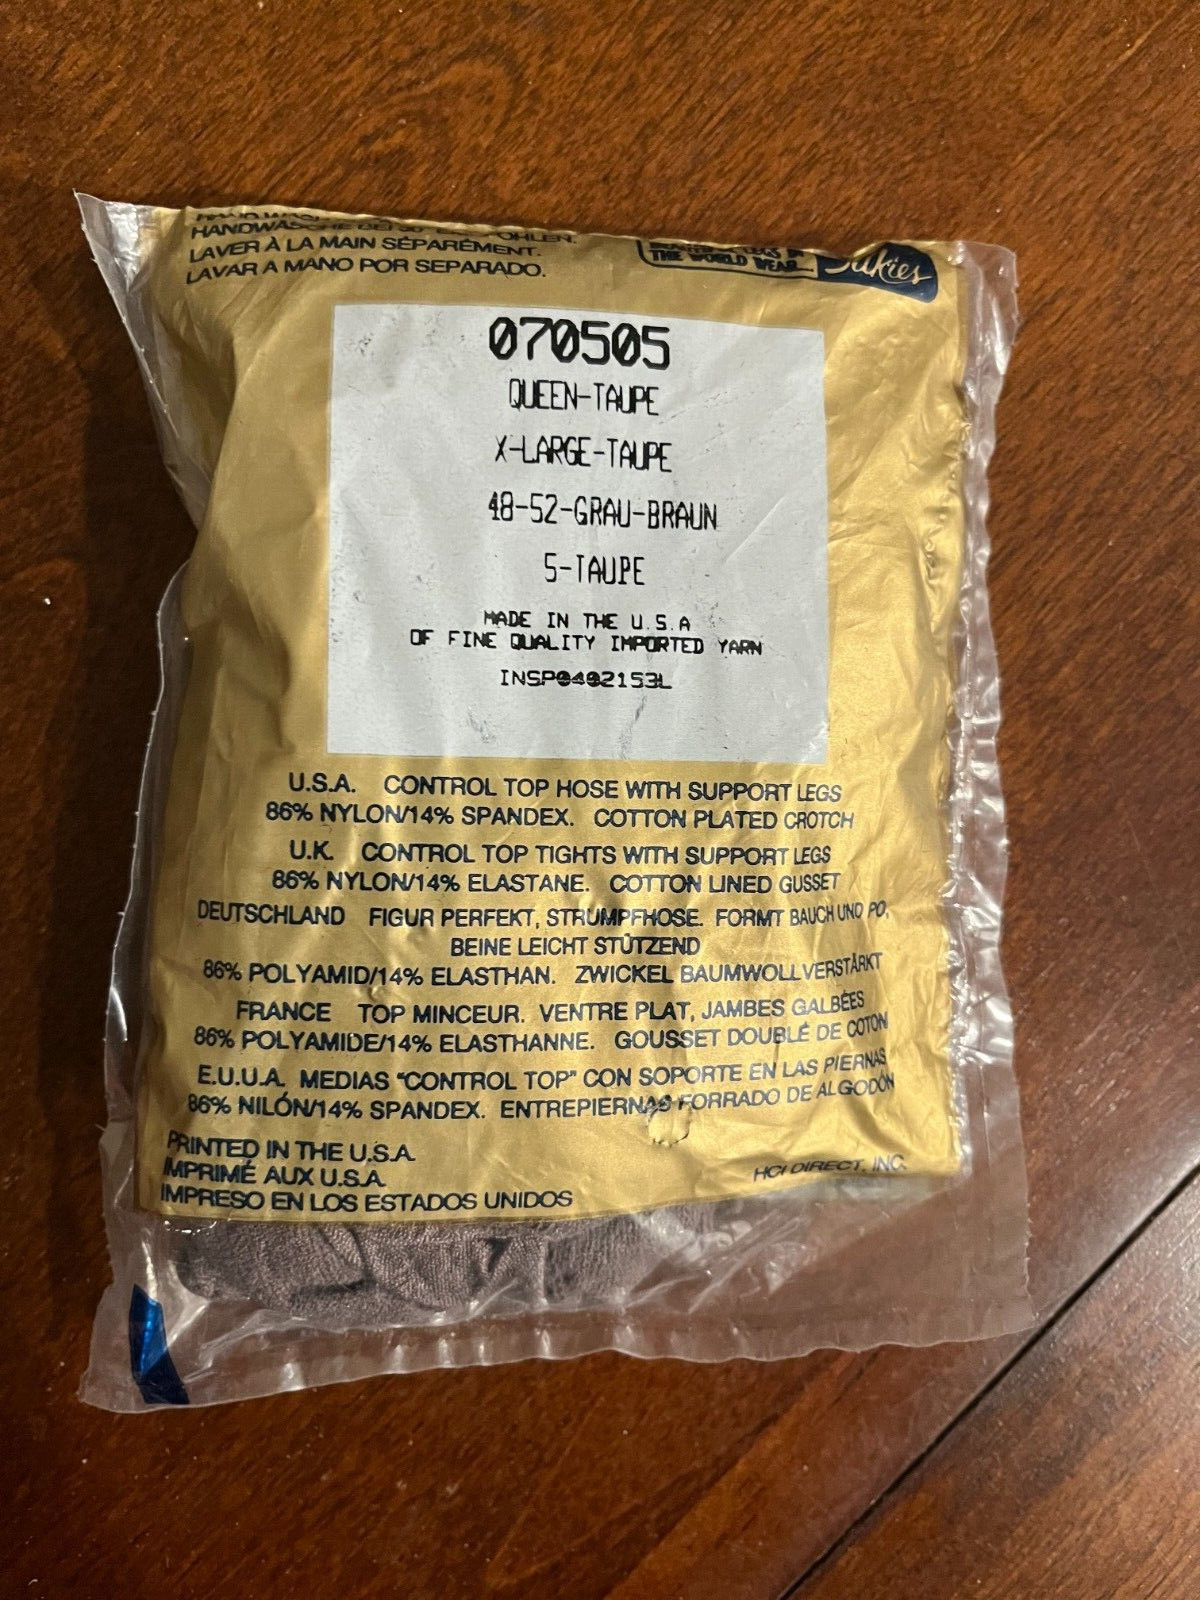 HANDWÄSCHE BEI 30°
LAVER À LA MAIN SÉPARÉMENT.
LAVAR A MANO POR SEPARADO.
THE WORLD WEAR...
Silkies
070505
QUEEN-TAUPE
X-LARGE-TAUPE
48-52-GRAU-BRAUN
5-TAUPE
MADE IN THE U.S.A
OF FINE QUALITY IMPORTED YARN
INSP0402153L
U.S.A. CONTROL TOP HOSE WITH SUPPORT LEGS
86% NYLON/14% SPANDEX. COTTON PLATED CROTCH
U.K. CONTROL TOP TIGHTS WITH SUPPORT LEGS
86% NYLON/14% ELASTANE. COTTON LINED GUSSET
DEUTSCHLAND FIGUR PERFEKT, STRUMPFHOSE. FORMT BAUCH UND PO,
BEINE LEICHT STÜTZEND
86% POLYAMID/14% ELASTHAN. ZWICKEL BAUMWOLLVERSTÄRKT
FRANCE TOP MINCEUR. VENTRE PLAT, JAMBES GALBÉES
86% POLYAMIDE/14% ELASTHANNE. GOUSSET DOUBLÉ DE COTON
E.U.U.A. MEDIAS "CONTROL TOP" CON SOPORTE EN LAS PIERNAS
86% NILÓN/14% SPANDEX. ENTREPIERNAS FORRADO DE ALGODÓN
PRINTED IN THE U.S.A.
IMPRIMÉ AUX U.S.A.
IMPRESO EN LOS ESTADOS UNIDOS
HCI DIRECT, INC.